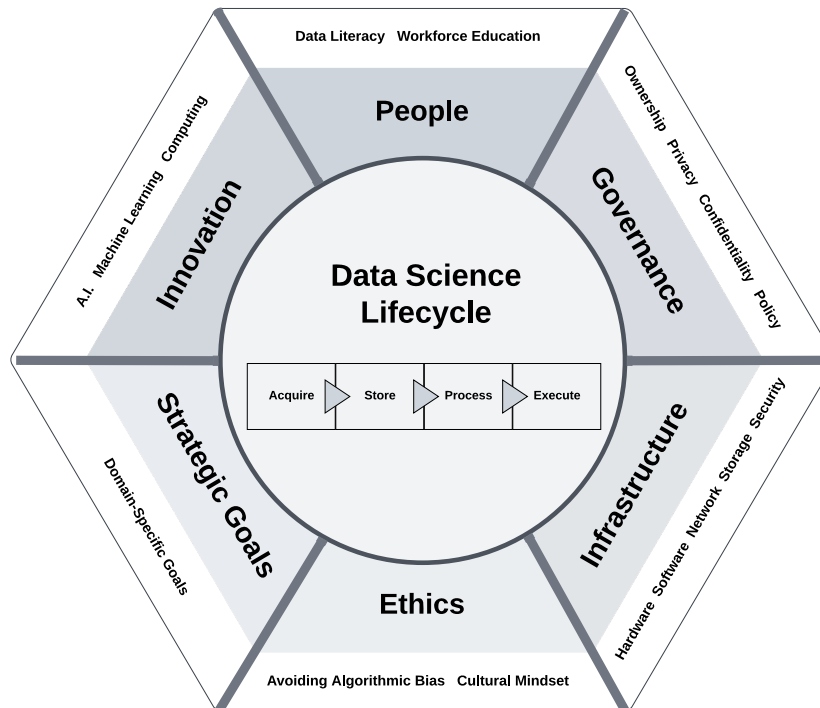 Data Literacy   Workforce Education
People
Ownership   Privacy   Confidentiality   Policy
Governance
A.I.   Machine Learning   Computing
Innovation
Data Science
Lifecycle
Acquire   Store   Process   Execute
Strategic Goals
Domain-Specific Goals
Infrastructure
Hardware  Software  Network  Storage  Security
Ethics
Avoiding Algorithmic Bias   Cultural Mindset